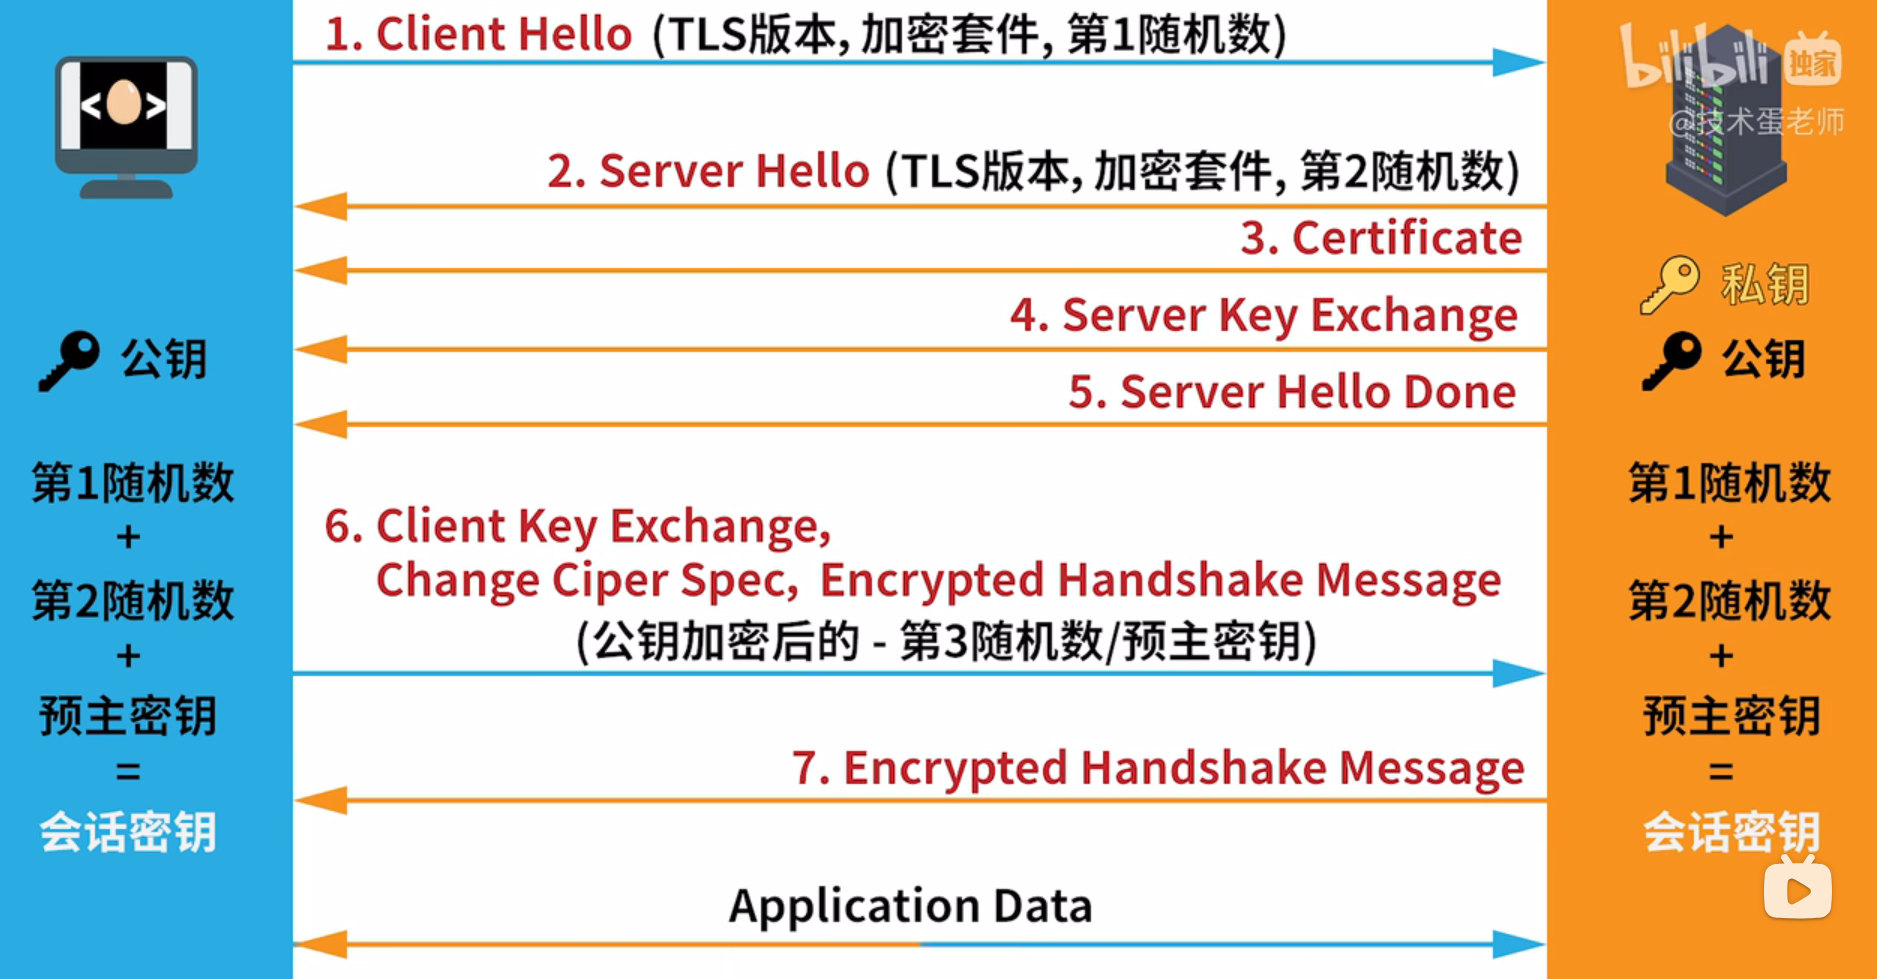 1. Client Hello (TLS版本, 加密套件, 第1随机数)
bilibili 独家
@技术蛋老师
< >
2. Server Hello (TLS版本, 加密套件, 第2随机数)
3. Certificate
私钥
4. Server Key Exchange
公钥
公钥
5. Server Hello Done
第1随机数
+
第2随机数
+
预主密钥
=
会话密钥
6. Client Key Exchange,
Change Ciper Spec, Encrypted Handshake Message
(公钥加密后的 - 第3随机数/预主密钥)
7. Encrypted Handshake Message
Application Data
第1随机数
+
第2随机数
+
预主密钥
=
会话密钥